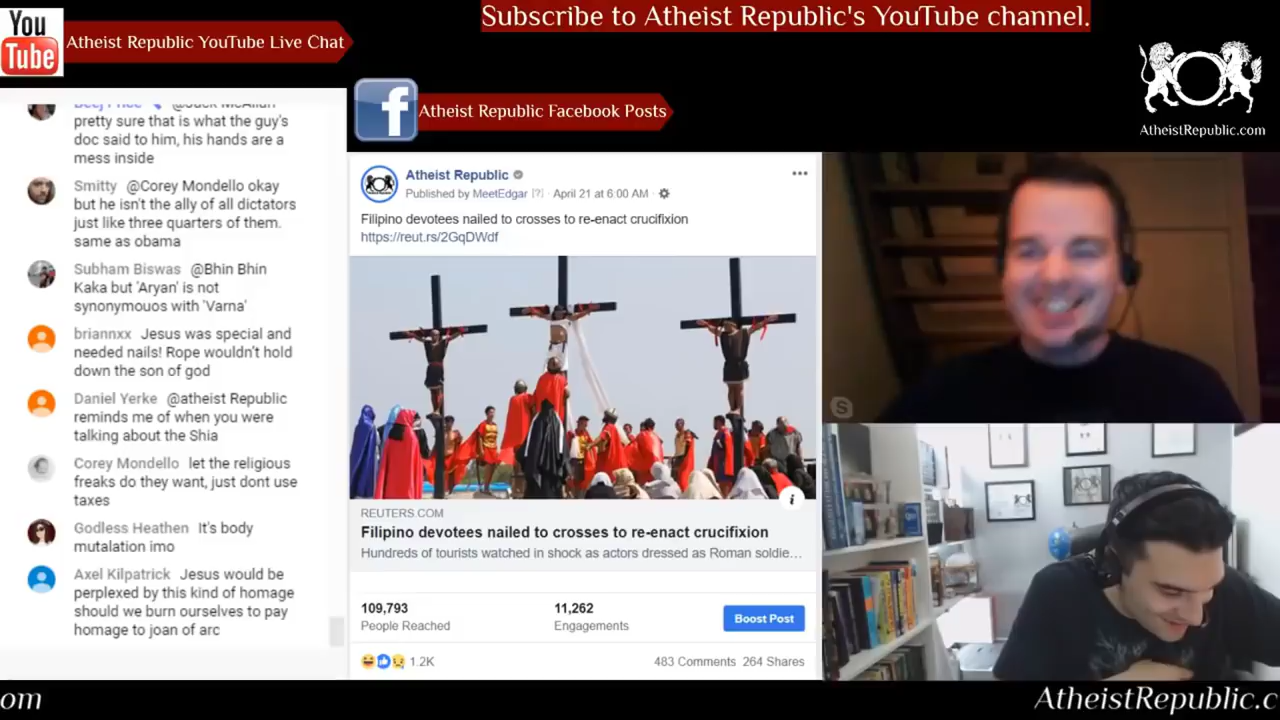 Subscribe to Atheist Republic's YouTube channel.
You
Tube
Atheist Republic YouTube Live Chat
AtheistRepublic.com
Atheist Republic Facebook Posts
pretty sure that is what the guy's
doc said to him, his hands are a
mess inside
Smitty @Corey Mondello okay
but he isn't the ally of all dictators
just like three quarters of them.
same as obama
Subham Biswas @Bhin Bhin
Kaka but 'Aryan' is not
synonymouos with 'Varna'
briannxx Jesus was special and
needed nails! Rope wouldn't hold
down the son of god
Daniel Yerke @atheist Republic
reminds me of when you were
talking about the Shia
Corey Mondello let the religious
freaks do they want, just dont use
taxes
Godless Heathen It's body
mutalation imo
Axel Kilpatrick Jesus would be
perplexed by this kind of homage
should we burn ourselves to pay
homage to joan of arc
Atheist Republic
Published by MeetEdgar [?] · April 21 at 6:00 AM ·
Filipino devotees nailed to crosses to re-enact crucifixion
https://reut.rs/2GqDWdf
REUTERS.COM
Filipino devotees nailed to crosses to re-enact crucifixion
Hundreds of tourists watched in shock as actors dressed as Roman soldie...
109,793
People Reached
11,262
Engagements
Boost Post
1.2K
483 Comments 264 Shares
om
AtheistRepublic.c